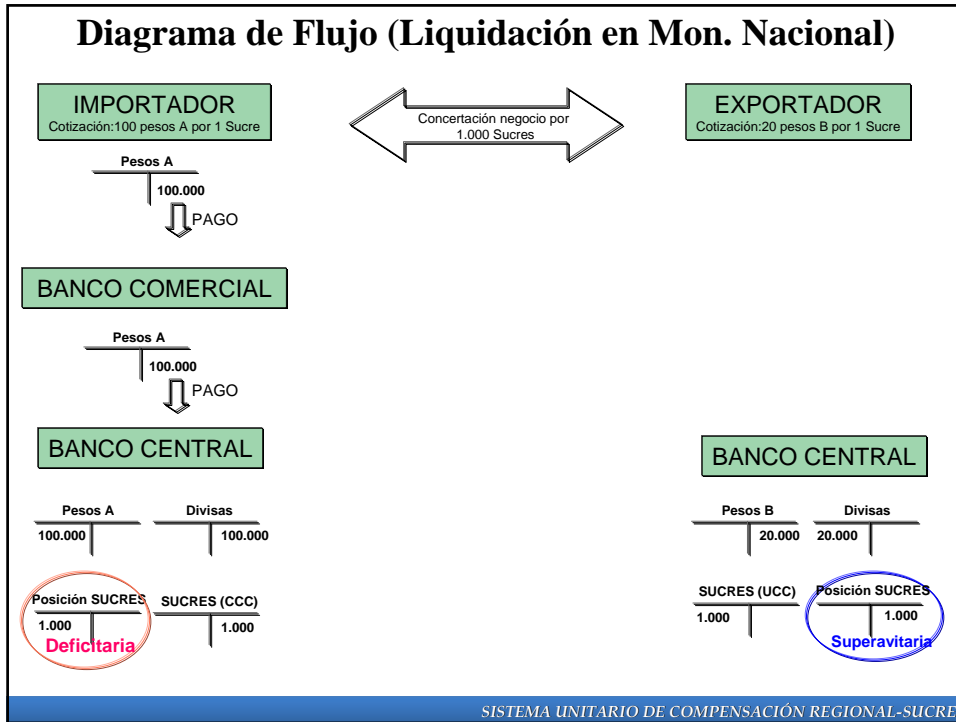 Diagrama de Flujo (Liquidación en Mon. Nacional)
IMPORTADOR
Cotización:100 pesos A por 1 Sucre
Concertación negocio por
1.000 Sucres
EXPORTADOR
Cotización:20 pesos B por 1 Sucre
Pesos A
100.000
PAGO
BANCO COMERCIAL
Pesos A
100.000
PAGO
BANCO CENTRAL
Pesos A
100.000
Divisas
100.000
Posición SUCRES
1.000
Deficitaria
SUCRES (CCC)
1.000
BANCO CENTRAL
Pesos B
20.000
Divisas
20.000
SUCRES (UCC)
1.000
Posición SUCRES
1.000
Superavitaria
SISTEMA UNITARIO DE COMPENSACIÓN REGIONAL-SUCRE